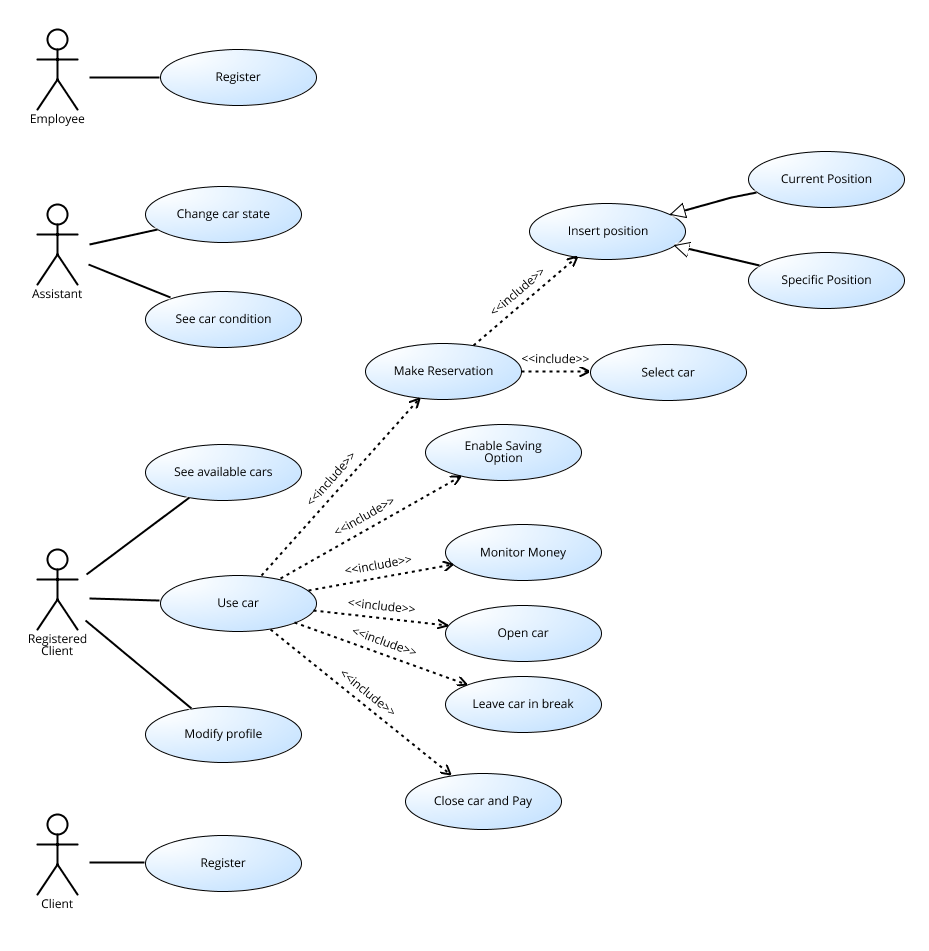 Register
Employee
Current Position
Change car state
Insert position
Specific Position
<<include>>
Assistant
See car condition
<<include>>
Make Reservation
Select car
Enable Saving
Option
See available cars
<<include>>
<<include>>
Monitor Money
<<include>>
Use car
<<include>>
Open car
Registered
Client
<<include>>
Leave car in break
<<include>>
Modify profile
Close car and Pay
Register
Client